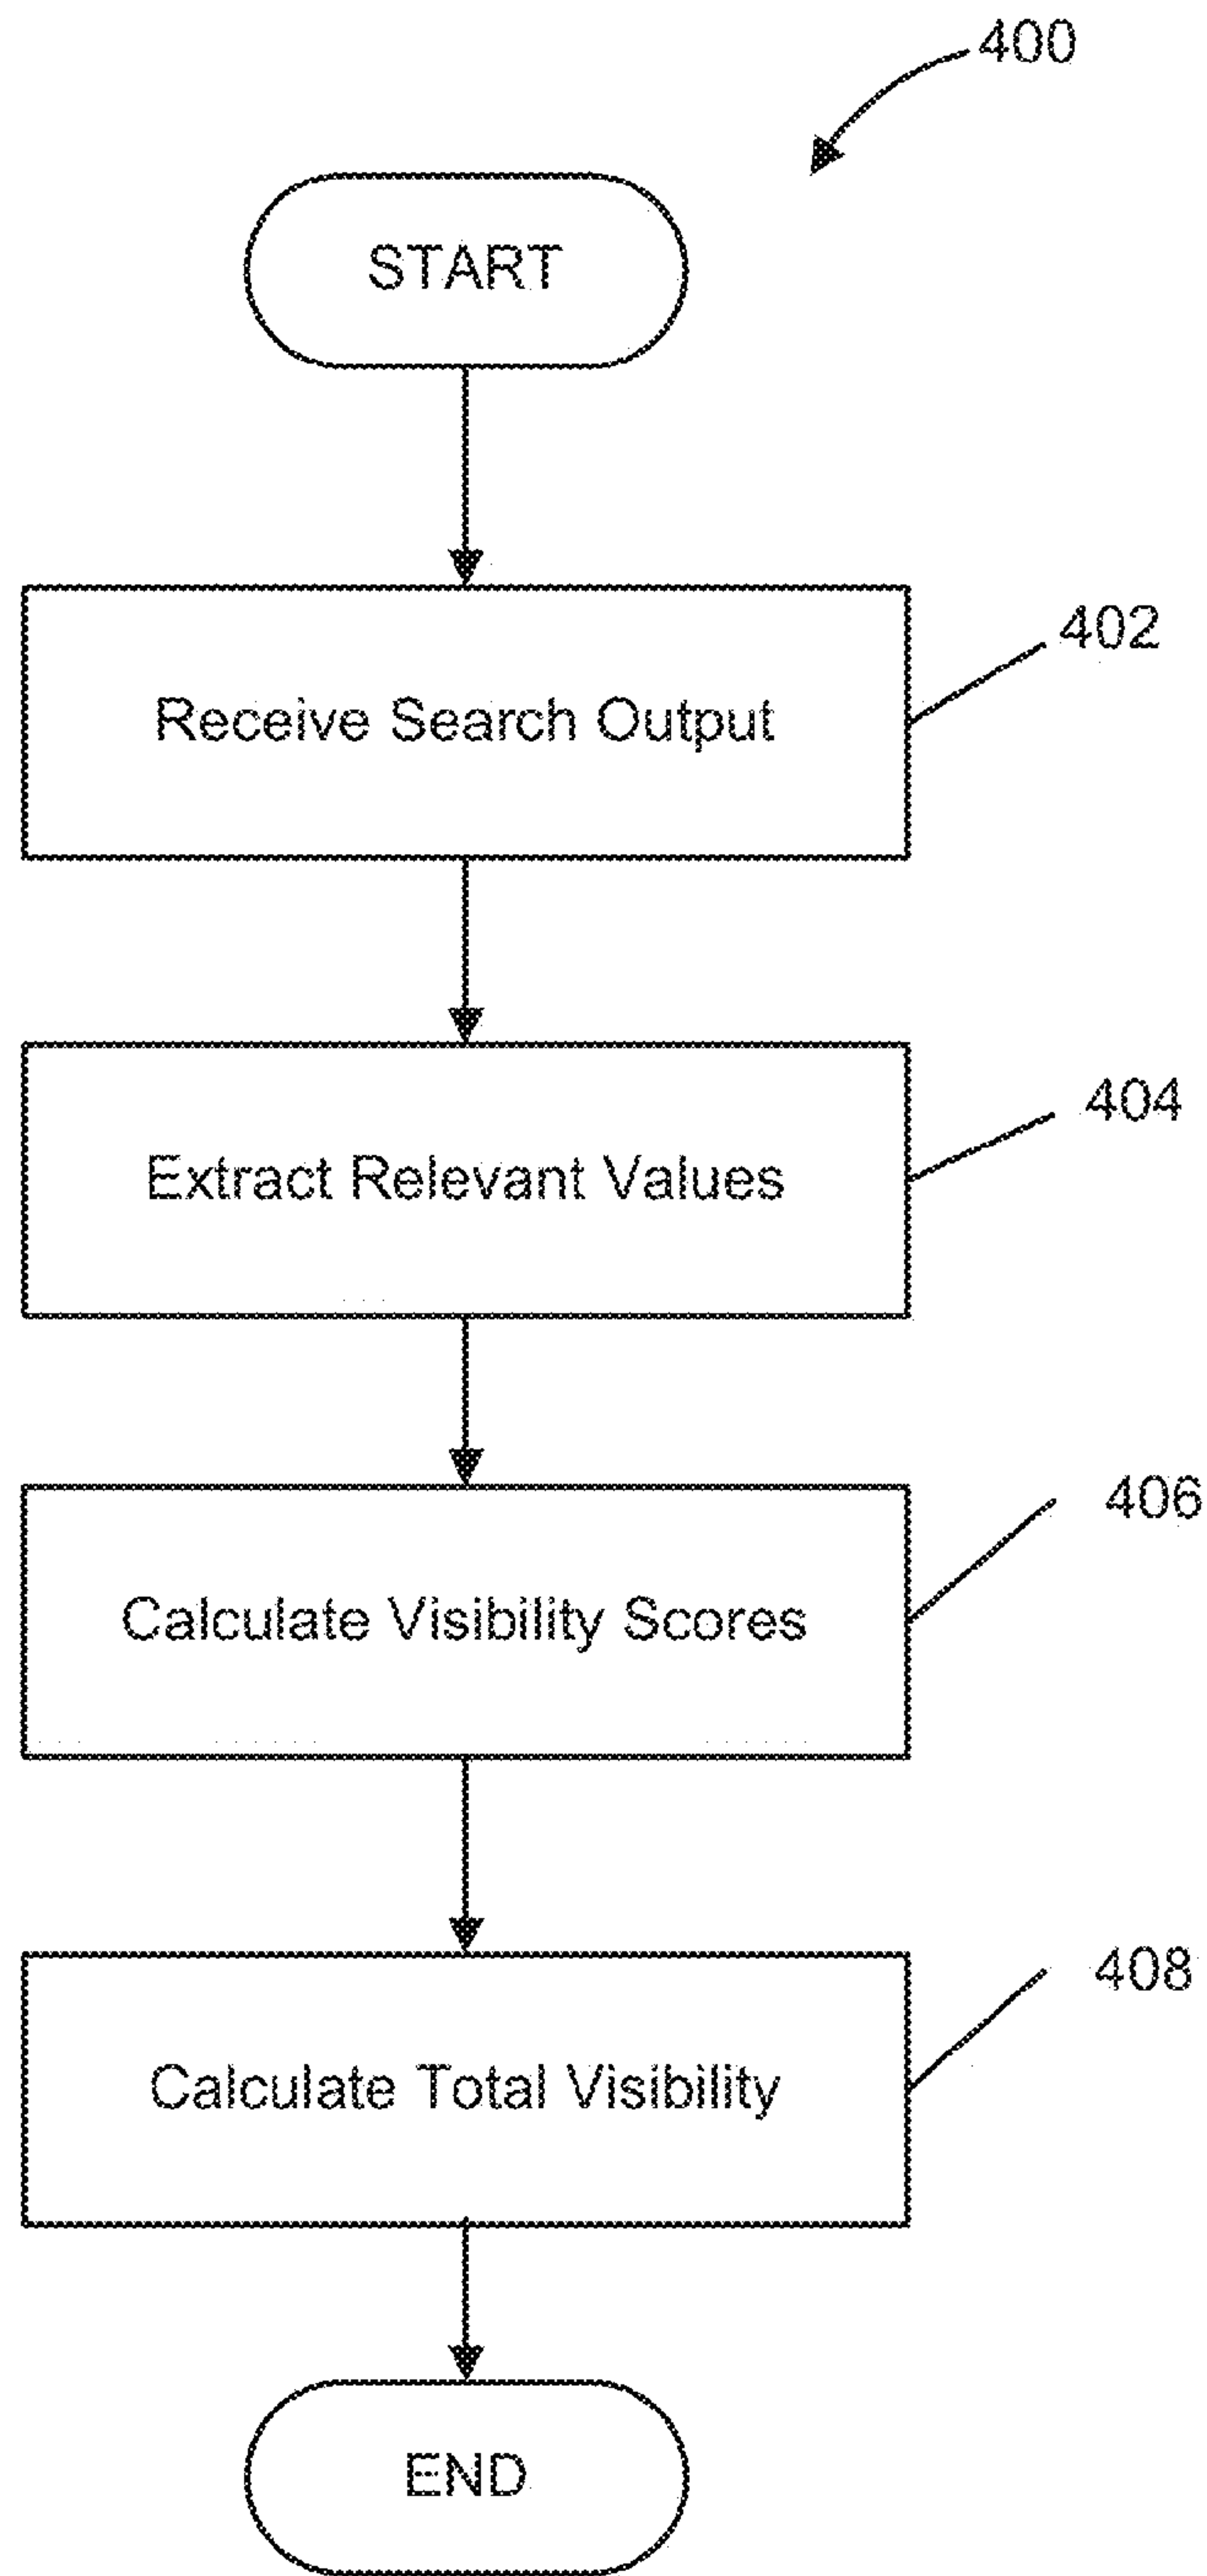 400
START
Receive Search Output
402
Extract Relevant Values
404
Calculate Visibility Scores
406
Calculate Total Visibility
408
END